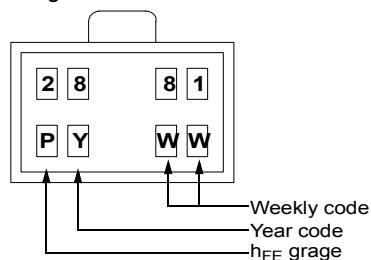 2 8 8 1
P Y W W
Weekly code
Year code
hFE grage